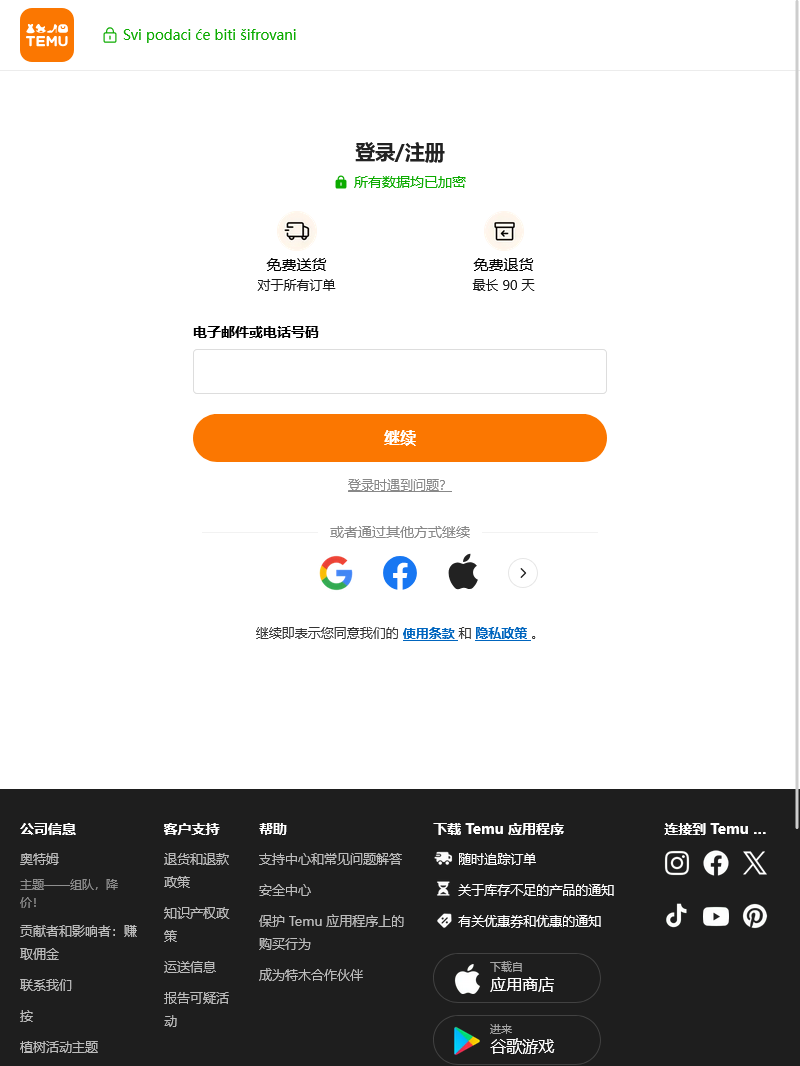 TEMU
Svi podaci će biti šifrovani
登录/注册
所有数据均已加密
免费送货
对于所有订单
免费退货
最长 90 天
电子邮件或电话号码
继续
登录时遇到问题?
或者通过其他方式继续
继续即表示您同意我们的 使用条款 和 隐私政策 。
公司信息
奥特姆
主题——组队，降
价！
贡献者和影响者：赚
取佣金
联系我们
按
植树活动主题
客户支持
退货和退款
政策
知识产权政
策
运送信息
报告可疑活
动
帮助
支持中心和常见问题解答
安全中心
保护 Temu 应用程序上的
购买行为
成为特木合作伙伴
下载 Temu 应用程序
随时追踪订单
关于库存不足的产品的通知
有关优惠券和优惠的通知
下载自
应用商店
进来
谷歌游戏
连接到 Temu ...